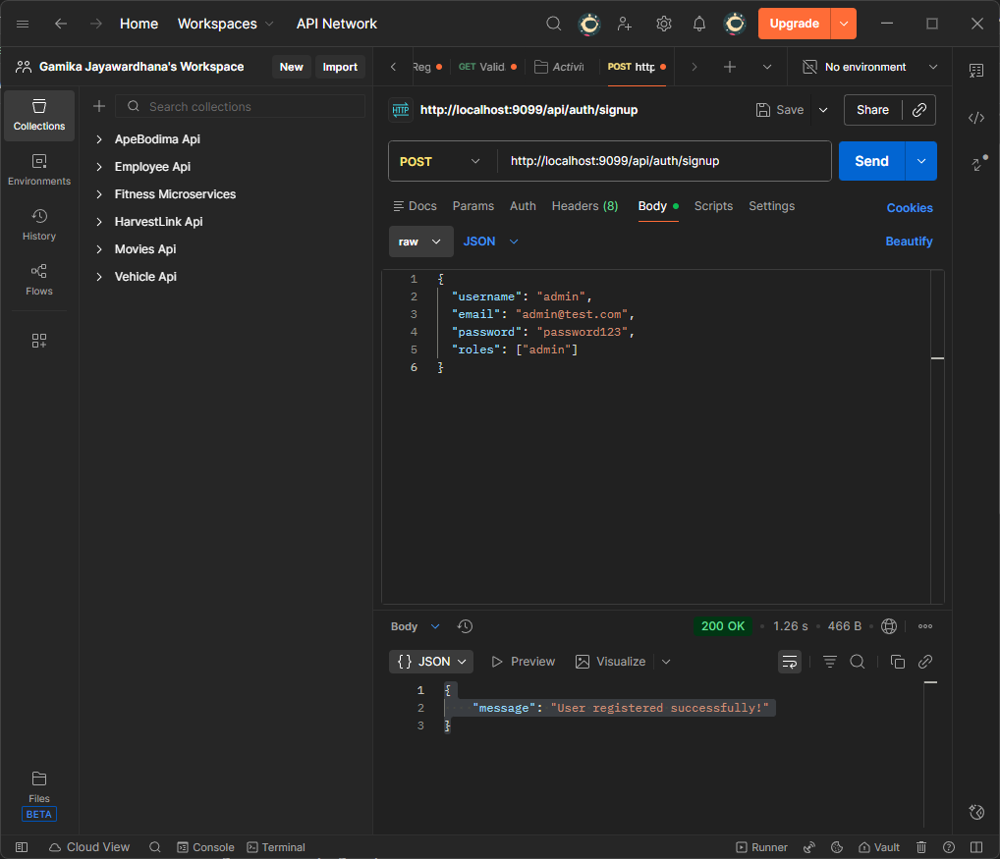 Home Workspaces API Network Upgrade
Gamika Jayawardhana's Workspace New Import
Reg GET Valid. Activi POST http No environment
Collections
Environments
History
Flows
Search collections
ApeBodima Api
Employee Api
Fitness Microservices
HarvestLink Api
Movies Api
Vehicle Api
Files
BETA
HTTP http://localhost:9099/api/auth/signup Save Share
POST http://localhost:9099/api/auth/signup Send
Docs Params Auth Headers (8) Body Scripts Settings Cookies
raw JSON Beautify
1 {
2 "username": "admin",
3 "email": "admin@test.com",
4 "password": "password123",
5 "roles": ["admin"]
6 }
Body 200 OK 1.26 s 466 B
{} JSON Preview Visualize
1 {
2 "message": "User registered successfully!"
3 }
Cloud View Console Terminal Runner Vault